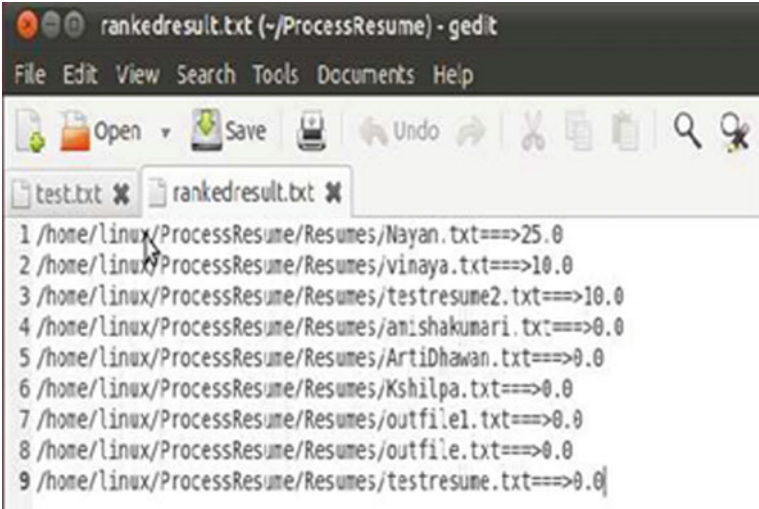 rankedresult.txt (~/ProcessResume) - gedit
File Edit View Search Tools Documents Help
Open Save Undo
test.txt rankedresult.txt
1 /home/linux/ProcessResume/Resumes/Nayan.txt===>25.0
2 /home/linux/ProcessResume/Resumes/vinaya.txt===>10.0
3 /home/linux/ProcessResume/Resumes/testresume2.txt===>10.0
4 /home/linux/ProcessResume/Resumes/amishakumari.txt===>0.0
5 /home/linux/ProcessResume/Resumes/ArtiDhawan.txt===>0.0
6 /home/linux/ProcessResume/Resumes/Kshilpa.txt===>0.0
7 /home/linux/ProcessResume/Resumes/outfile1.txt===>0.0
8 /home/linux/ProcessResume/Resumes/outfile.txt===>0.0
9 /home/linux/ProcessResume/Resumes/testresume.txt===>0.0